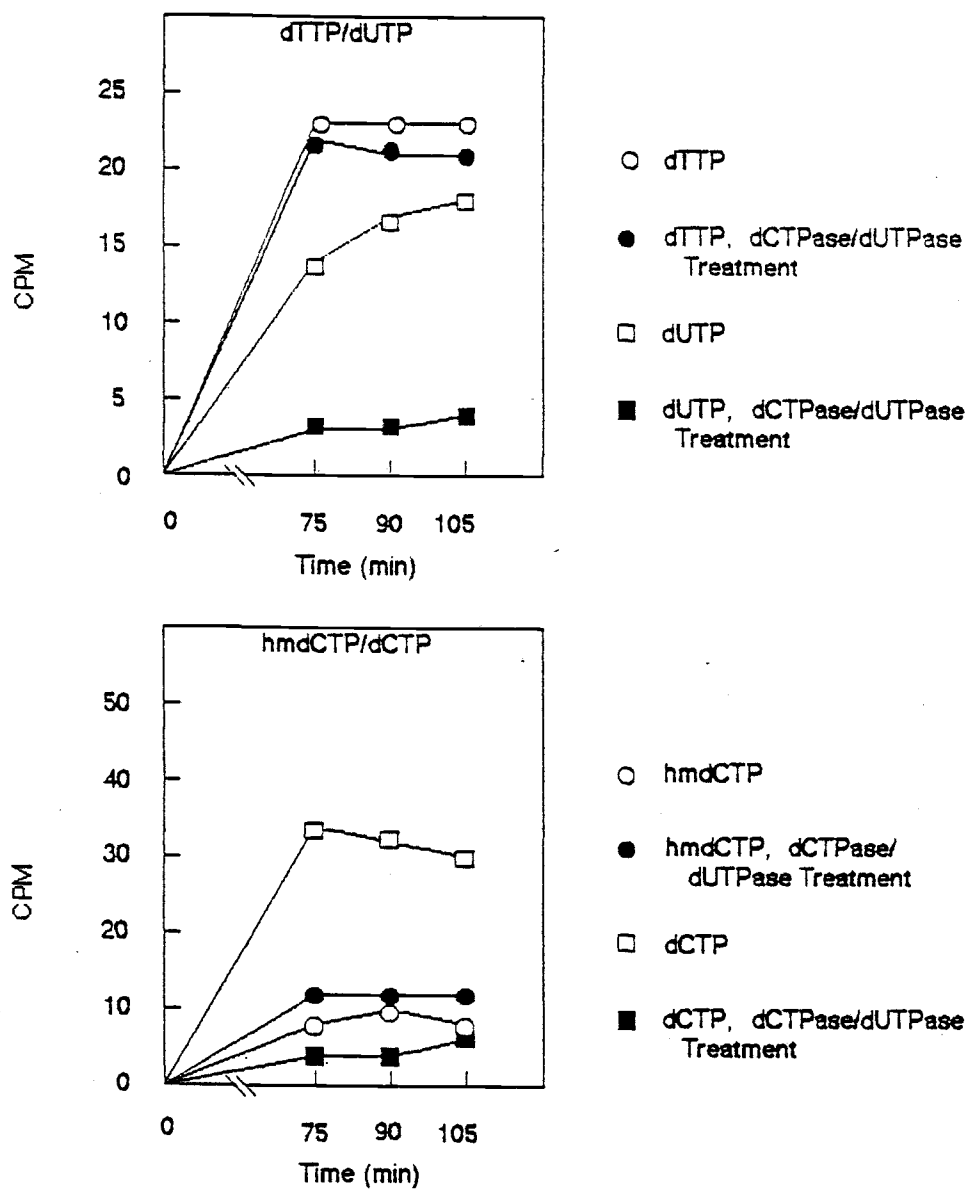 dTTP/dUTP
25
20
15
10
5
0
CPM
0 75 90 105
Time (min)
dTTP
dTTP, dCTPase/dUTPase
Treatment
dUTP
dUTP, dCTPase/dUTPase
Treatment
hmdCTP/dCTP
50
40
30
20
10
0
CPM
0 75 90 105
Time (min)
hmdCTP
hmdCTP, dCTPase/
dUTPase Treatment
dCTP
dCTP, dCTPase/dUTPase
Treatment